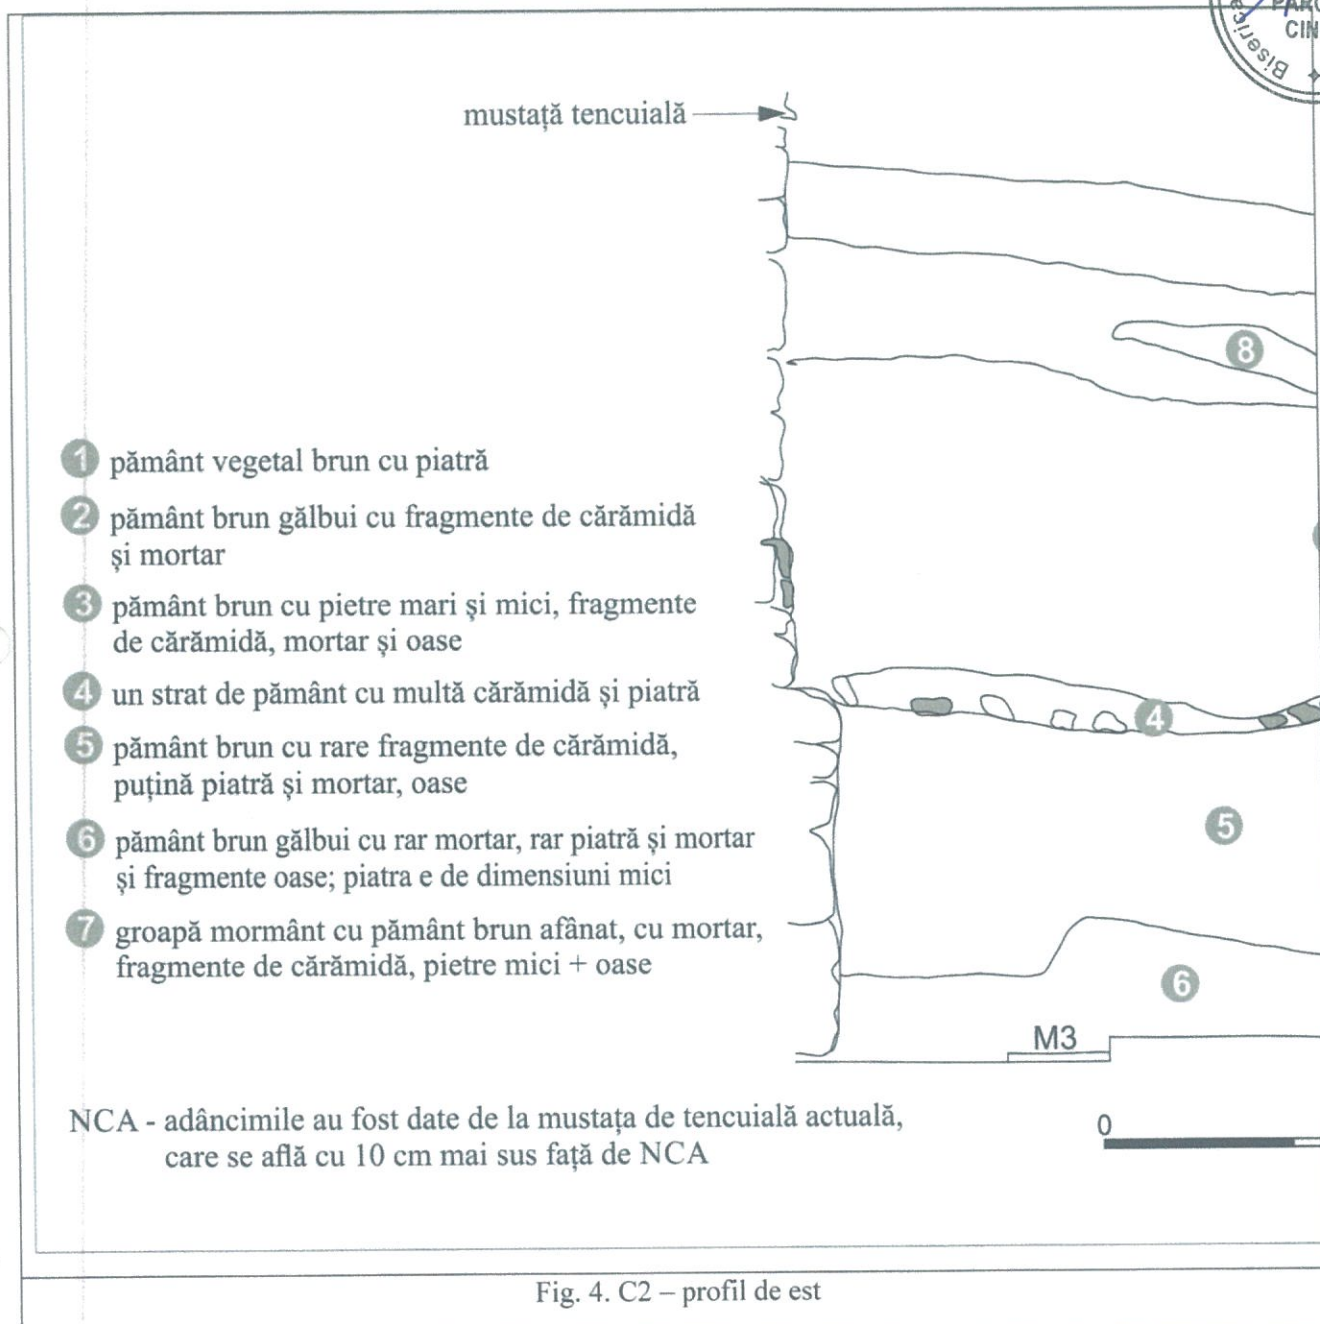 Biserica
CIN
mustață tencuială
8
1 pământ vegetal brun cu piatră
2 pământ brun gălbui cu fragmente de cărămidă
și mortar
3 pământ brun cu pietre mari și mici, fragmente
de cărămidă, mortar și oase
4 un strat de pământ cu multă cărămidă și piatră
4
5 pământ brun cu rare fragmente de cărămidă,
puțină piatră și mortar, oase
5
6 pământ brun gălbui cu rar mortar, rar piatră și mortar
și fragmente oase; piatra e de dimensiuni mici
7 groapă mormânt cu pământ brun afânat, cu mortar,
fragmente de cărămidă, pietre mici + oase
6
M3
NCA - adâncimile au fost date de la mustața de tencuială actuală,
care se află cu 10 cm mai sus față de NCA
0
Fig. 4. C2 – profil de est